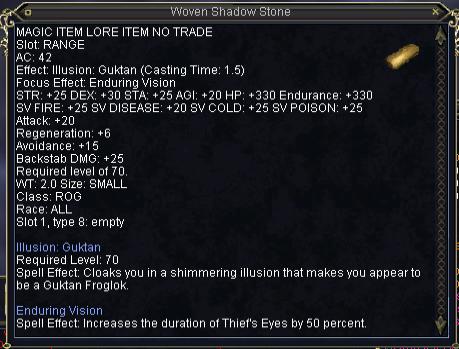 Woven Shadow Stone
MAGIC ITEM LORE ITEM NO TRADE
Slot: RANGE
AC: 42
Effect: Illusion: Guktan (Casting Time: 1.5)
Focus Effect: Enduring Vision
STR: +25 DEX: +30 STA: +25 AGI: +20 HP: +330 Endurance: +330
SV FIRE: +25 SV DISEASE: +20 SV COLD: +25 SV POISON: +25
Attack: +20
Regeneration: +6
Avoidance: +15
Backstab DMG: +25
Required level of 70.
WT: 2.0 Size: SMALL
Class: ROG
Race: ALL
Slot 1, type 8: empty
Illusion: Guktan
Required Level: 70
Spell Effect: Cloaks you in a shimmering illusion that makes you appear to
be a Guktan Froglok.
Enduring Vision
Spell Effect: Increases the duration of Thief's Eyes by 50 percent.